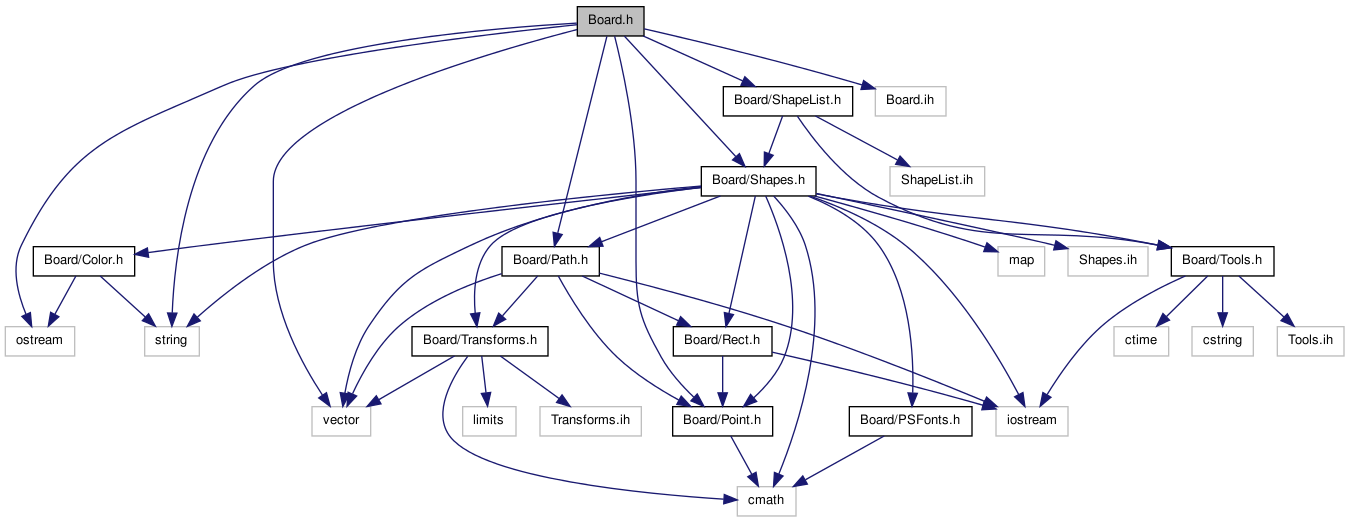 Board.h
Board/ShapeList.h
Board.ih
Board/Shapes.h
ShapeList.ih
Board/Color.h
Board/Path.h
map
Shapes.ih
Board/Tools.h
ostream
string
Board/Transforms.h
Board/Rect.h
ctime
cstring
Tools.ih
vector
limits
Transforms.ih
Board/Point.h
Board/PSFonts.h
iostream
cmath